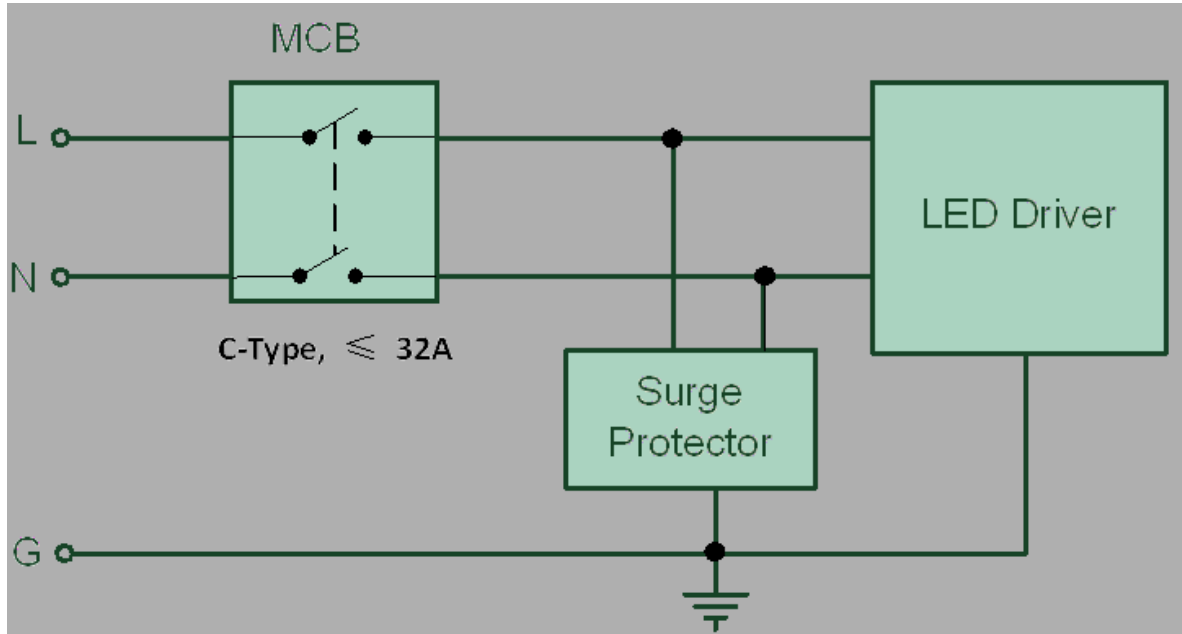 MCB
L
LED Driver
N
C-Type, ≤ 32A
Surge
Protector
G